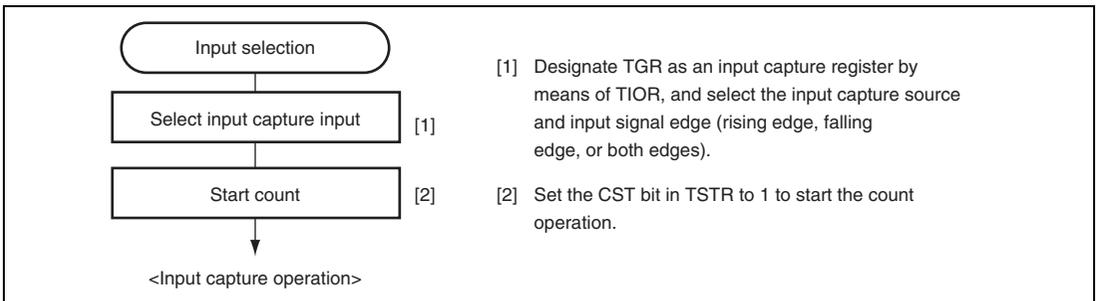 Input selection
Select input capture input
[1]
Start count
[2]
<Input capture operation>
[1] Designate TGR as an input capture register by
means of TIOR, and select the input capture source
and input signal edge (rising edge, falling
edge, or both edges).
[2] Set the CST bit in TSTR to 1 to start the count
operation.